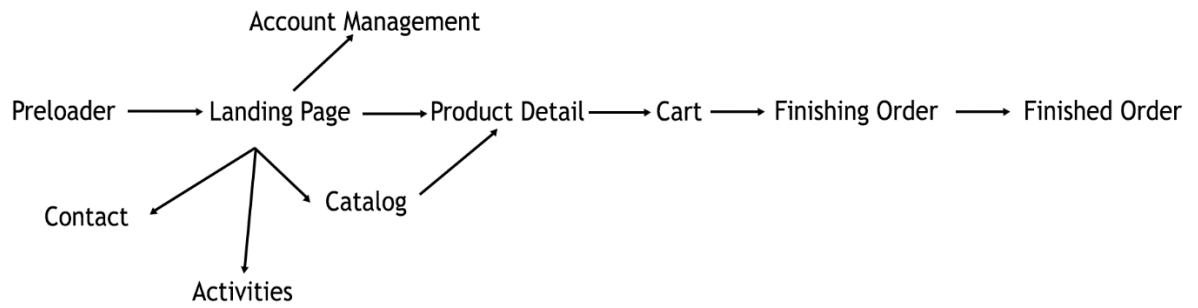 Account Management
Preloader
Landing Page
Product Detail
Cart
Finishing Order
Finished Order
Contact
Catalog
Activities